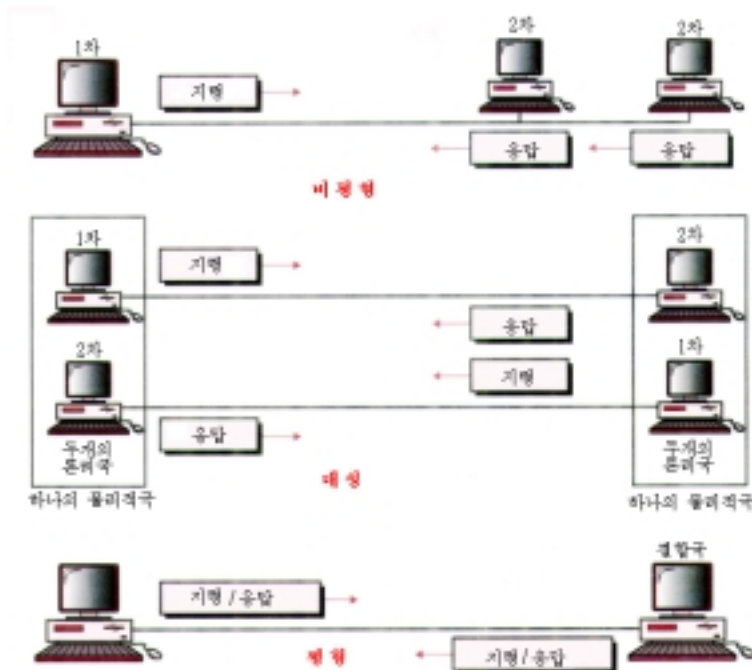 1차
2차
2차
지령
응답
응답
비평형
1차
지령
2차
응답
2차
지령
1차
응답
두개의
논리국
두개의
논리국
하나의 물리적국
대칭
하나의 물리적국
결합국
지령/응답
평형
지령/응답